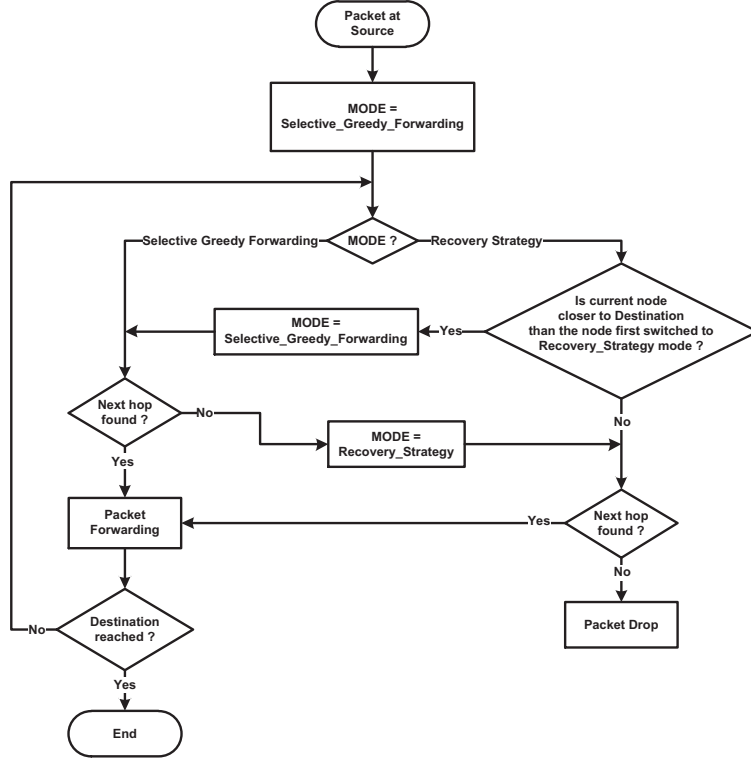 Packet at
Source
MODE =
Selective_Greedy_Forwarding
Selective Greedy Forwarding
MODE ?
Recovery Strategy
Is current node
closer to Destination
than the node first switched to
Recovery_Strategy mode ?
Yes
MODE =
Selective_Greedy_Forwarding
Next hop
found ?
No
MODE =
Recovery_Strategy
No
Yes
Packet
Forwarding
Yes
Next hop
found ?
No
Destination
reached ?
No
Packet Drop
Yes
End